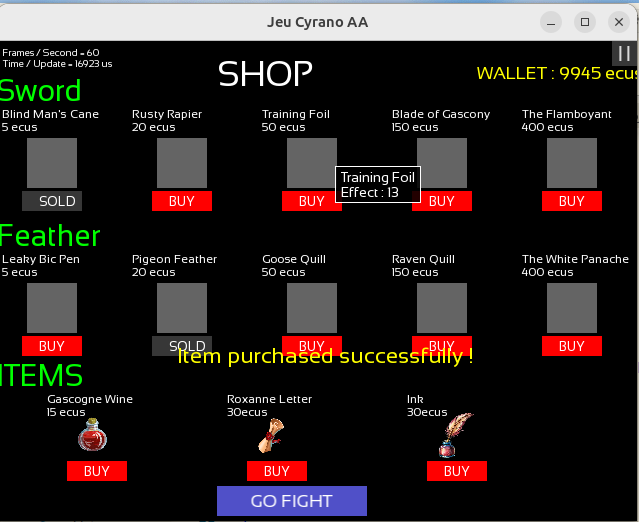 Jeu Cyrano AA
Frames / Second = 60
Time / Update = 16923 us
SHOP
WALLET : 9945 ecus
Sword
Blind Man's Cane Rusty Rapier Training Foil Blade of Gascony The Flamboyant
5 ecus 20 ecus 50 ecus 150 ecus 400 ecus
Training Foil
Effect : 13
SOLD BUY BUY BUY BUY
Feather
Leaky Bic Pen Pigeon Feather Goose Quill Raven Quill The White Panache
5 ecus 20 ecus 50 ecus 150 ecus 400 ecus
BUY SOLD BUY BUY BUY
Item purchased successfully !
ITEMS
Gascogne Wine Roxanne Letter Ink
15 ecus 30ecus 30ecus
BUY BUY BUY
GO FIGHT